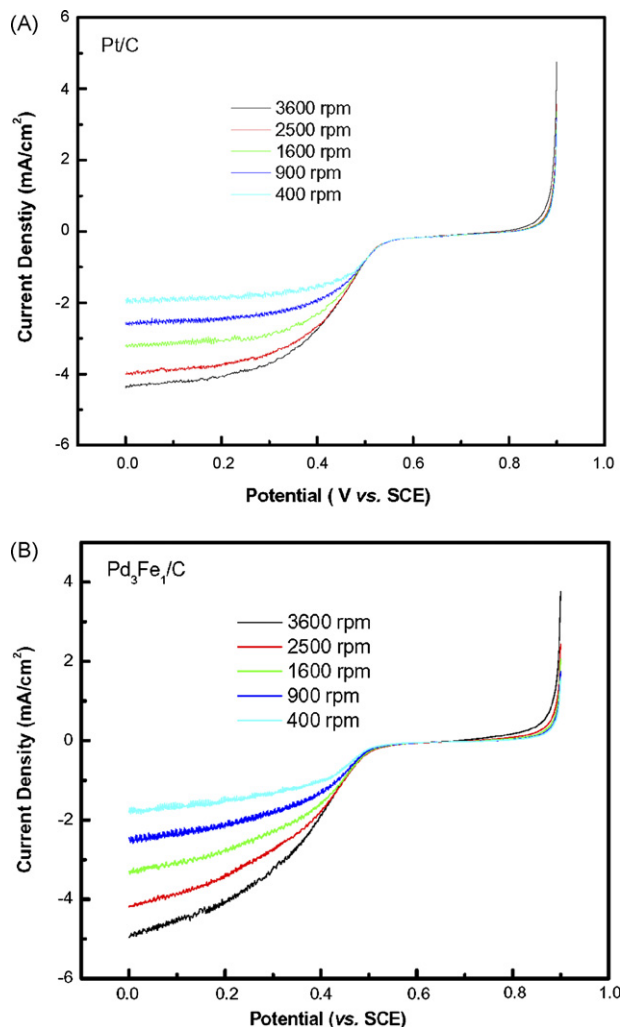 (A)
Pt/C
3600 rpm
2500 rpm
1600 rpm
900 rpm
400 rpm
Current Denstiy (mA/cm²)
6
4
2
0
-2
-4
-6
0.0 0.2 0.4 0.6 0.8 1.0
Potential ( V vs. SCE)
(B)
Pd₃Fe₁/C
3600 rpm
2500 rpm
1600 rpm
900 rpm
400 rpm
Current Density (mA/cm²)
4
2
0
-2
-4
-6
0.0 0.2 0.4 0.6 0.8 1.0
Potential (vs. SCE)